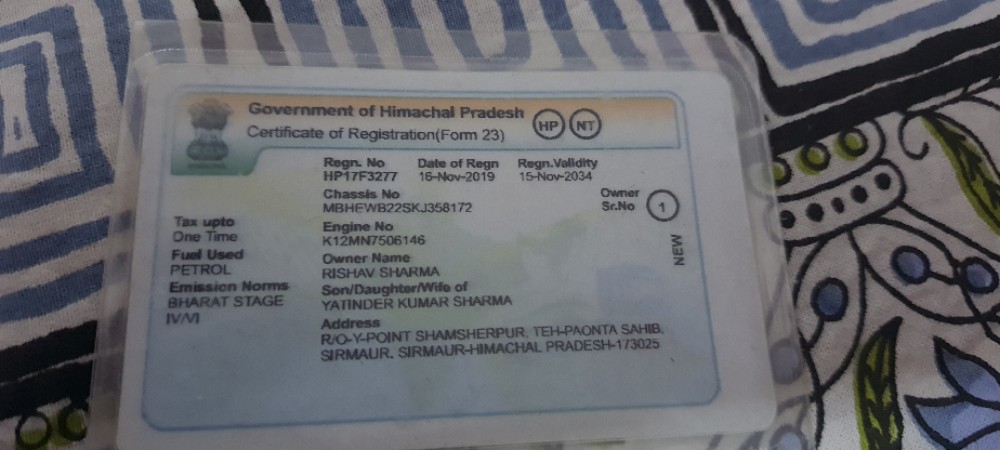 Government of Himachal Pradesh
Certificate of Registration(Form 23)
HP NT
Regn. No Date of Regn Regn.Validity
HP17F3277 16-Nov-2019 15-Nov-2034
Chassis No
MBHEWB22SKJ358172
Owner
Sr.No 1
NEW
Tax upto
One Time
Fuel Used
PETROL
Emission Norms
BHARAT STAGE
IV/VI
Engine No
K12MN7506146
Owner Name
RISHAV SHARMA
Son/Daughter/Wife of
YATINDER KUMAR SHARMA
Address
R/O-Y-POINT SHAMSHERPUR, TEH-PAONTA SAHIB,
SIRMAUR, SIRMAUR-HIMACHAL PRADESH-173025